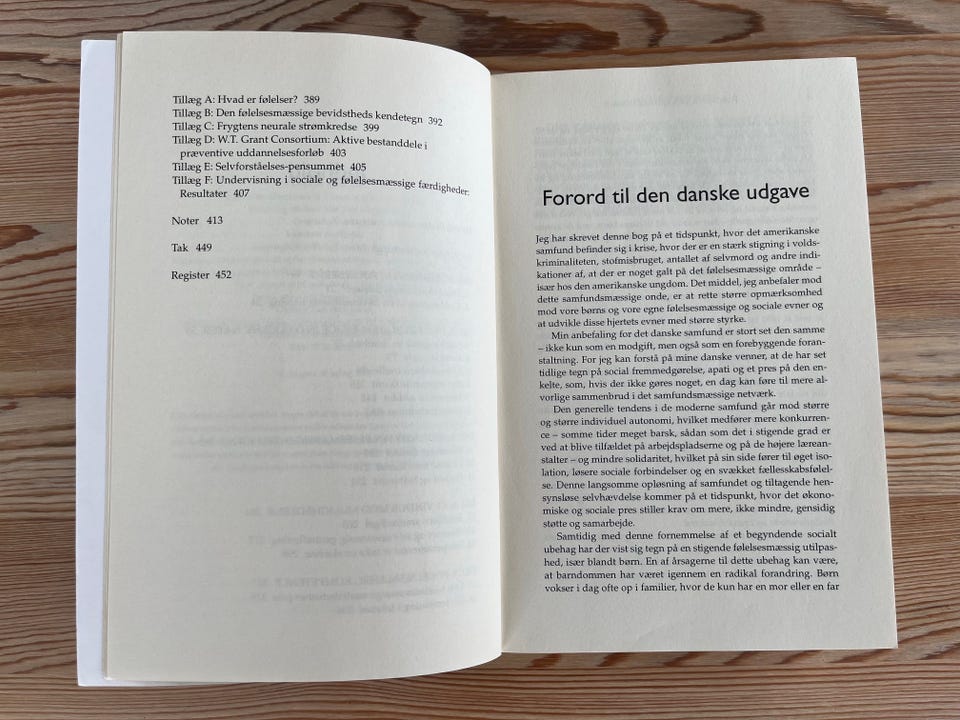 Tillæg A: Hvad er følelser? 389
Tillæg B: Den følelsesmæssige bevidstheds kendetegn 392
Tillæg C: Frygtens neurale strømkredse 399
Tillæg D: W.T. Grant Consortium: Aktive bestanddele i
præventive uddannelsesforløb 403
Tillæg E: Selvforståelses-pensummet 405
Tillæg F: Undervisning i sociale og følelsesmæssige færdigheder:
Resultater 407
Noter 413
Tak 449
Register 452
Forord til den danske udgave
Jeg har skrevet denne bog på et tidspunkt, hvor det amerikanske
samfund befinder sig i krise, hvor der er en stærk stigning i volds-
kriminaliteten, stofmisbruget, antallet af selvmord og andre indi-
kationer af, at der er noget galt på det følelsesmæssige område –
især hos den amerikanske ungdom. Det middel, jeg anbefaler mod
dette samfundsmæssige onde, er at rette større opmærksomhed
mod vore børns og vore egne følelsesmæssige og sociale evner og
at udvikle disse hjertets evner med større styrke.
Min anbefaling for det danske samfund er stort set den samme
– ikke kun som en modgift, men også som en forebyggende foran-
staltning. For jeg kan forstå på mine danske venner, at de har set
tidlige tegn på social fremmedgørelse, apati og et pres på den en-
kelte, som, hvis der ikke gøres noget, en dag kan føre til mere al-
vorlige sammenbrud i det samfundsmæssige netværk.
Den generelle tendens i de moderne samfund går mod større
og større individuel autonomi, hvilket medfører mere konkurren-
ce – somme tider meget barsk, sådan som det i stigende grad er
ved at blive tilfældet på arbejdspladserne og på de højere lærean-
stalter – og mindre solidaritet, hvilket på sin side fører til øget iso-
lation, løsere sociale forbindelser og en svækket fællesskabsfølel-
se. Denne langsomme opløsning af samfundet og tiltagende hen-
synsløse selvhævdelse kommer på et tidspunkt, hvor det økono-
miske og sociale pres stiller krav om mere, ikke mindre, gensidig
støtte og samarbejde.
Samtidig med denne fornemmelse af et begyndende socialt
ubehag har der vist sig tegn på en stigende følelsesmæssig utilpas-
hed, især blandt børn. En af årsagerne til dette ubehag kan være,
at barndommen har været igennem en radikal forandring. Børn
vokser i dag ofte op i familier, hvor de kun har en mor eller en far